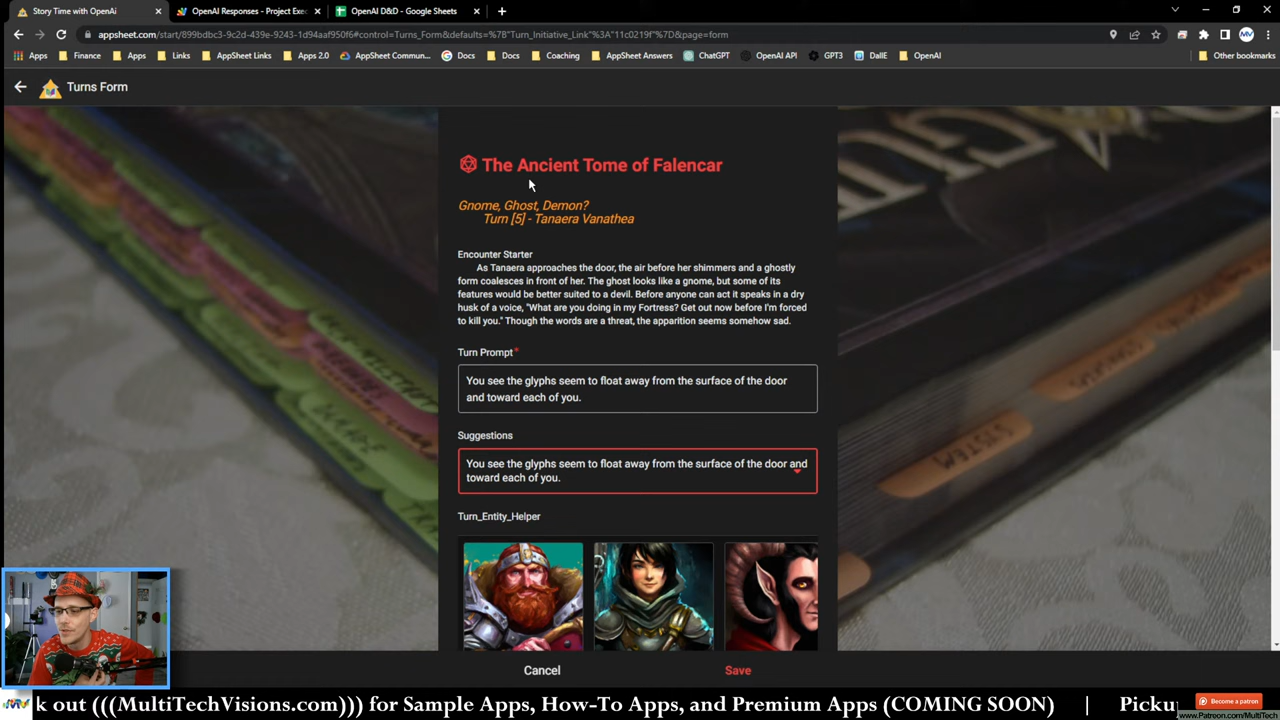 Story Time with OpenAi
OpenAI Responses - Project Exec
OpenAI D&D - Google Sheets
appsheet.com/start/899bdbc3-9c2d-439e-9243-1d94aaf950f6#control=Turns_Form&defaults=%7B"Turn_Initiative_Link"%3A"11c0219f"%7D&page=form
Apps Finance Apps Links AppSheet Links Apps 2.0 AppSheet Commun... Docs Docs Coaching AppSheet Answers ChatGPT OpenAI API GPT3 DallE OpenAI Other bookmarks
Turns Form
The Ancient Tome of Falencar
Gnome, Ghost, Demon?
Turn [5] - Tanaera Vanathea
Encounter Starter
As Tanaera approaches the door, the air before her shimmers and a ghostly
form coalesces in front of her. The ghost looks like a gnome, but some of its
features would be better suited to a devil. Before anyone can act it speaks in a dry
husk of a voice, "What are you doing in my Fortress? Get out now before I'm forced
to kill you." Though the words are a threat, the apparition seems somehow sad.
Turn Prompt*
You see the glyphs seem to float away from the surface of the door
and toward each of you.
Suggestions
You see the glyphs seem to float away from the surface of the door and
toward each of you.
Turn_Entity_Helper
Cancel
Save
SYSTEM
MV
k out (((MultiTechVisions.com))) for Sample Apps, How-To Apps, and Premium Apps (COMING SOON) | Picku
Become a patron
www.Patreon.com/MultiTech